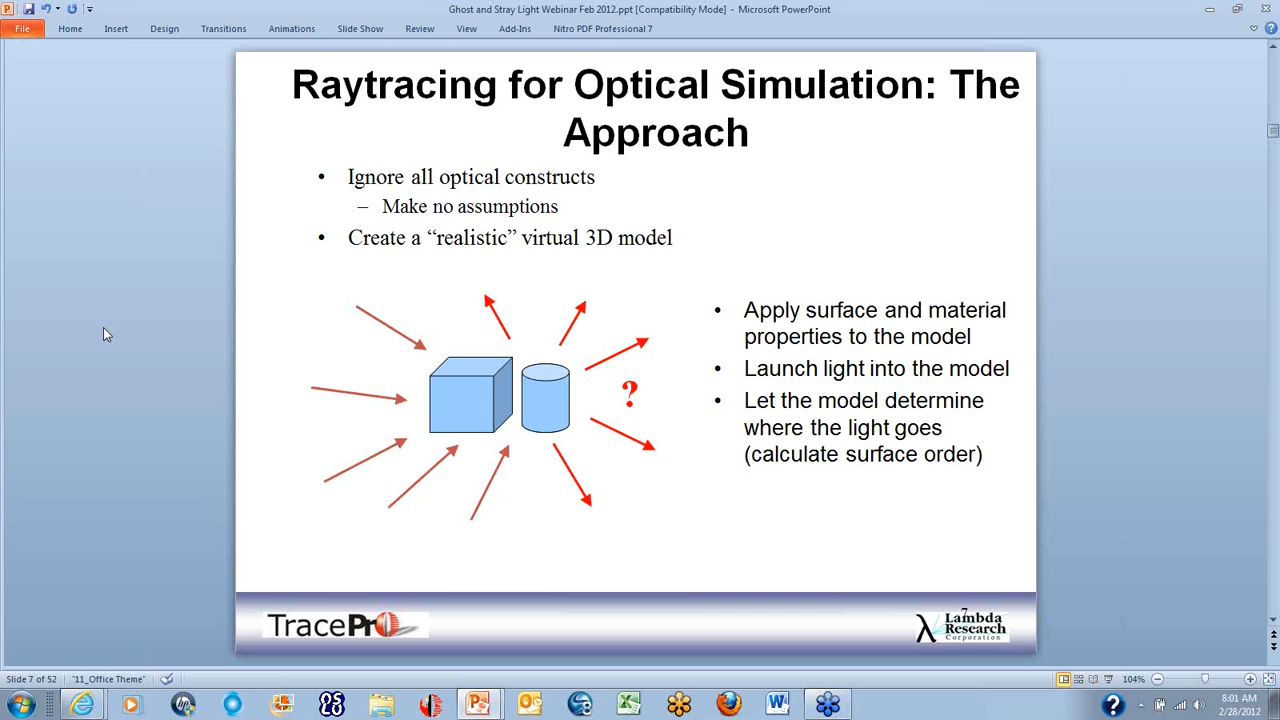 Ghost and Stray Light Webinar Feb 2012.ppt [Compatibility Mode] - Microsoft PowerPoint
File Home Insert Design Transitions Animations Slide Show Review View Add-Ins Nitro PDF Professional 7
Raytracing for Optical Simulation: The
Approach
• Ignore all optical constructs
– Make no assumptions
• Create a “realistic” virtual 3D model
• Apply surface and material
properties to the model
• Launch light into the model
• Let the model determine
where the light goes
(calculate surface order)
?
TracePro
7
λ Lambda
Research
Corporation
Slide 7 of 52 "11_Office Theme" 104%
8:01 AM
2/28/2012